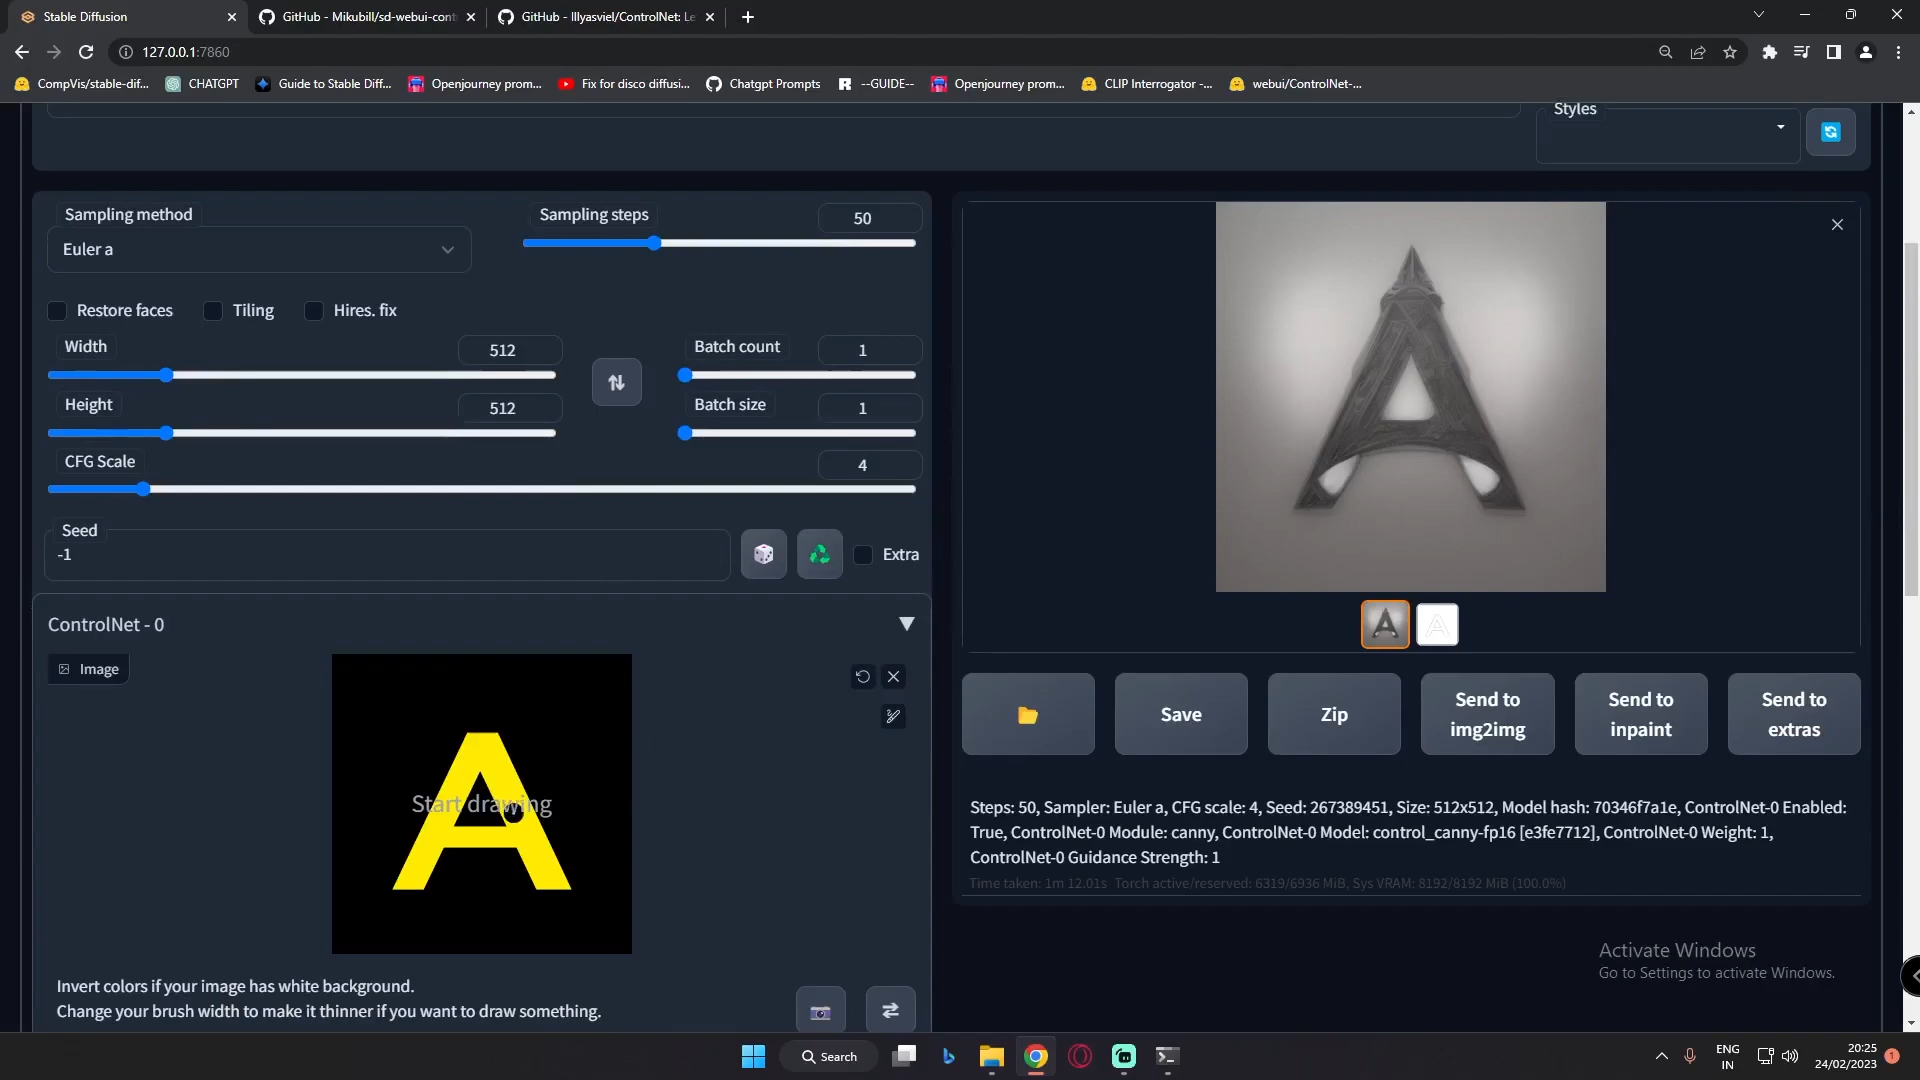 Stable Diffusion
GitHub - Mikubill/sd-webui-cont
GitHub - lllyasviel/ControlNet: Le
127.0.0.1:7860
CompVis/stable-dif...
CHATGPT
Guide to Stable Diff...
Openjourney prom...
Fix for disco diffusi...
Chatgpt Prompts
--GUIDE--
Openjourney prom...
CLIP Interrogator -...
webui/ControlNet-...
Styles
Sampling method
Euler a
Sampling steps
50
Restore faces
Tiling
Hires. fix
Width
512
Batch count
1
Height
512
Batch size
1
CFG Scale
4
Seed
-1
Extra
ControlNet - 0
Image
A
Start drawing
Invert colors if your image has white background.
Change your brush width to make it thinner if you want to draw something.
A
A
A
Save
Zip
Send to
img2img
Send to
inpaint
Send to
extras
Steps: 50, Sampler: Euler a, CFG scale: 4, Seed: 267389451, Size: 512x512, Model hash: 70346f7a1e, ControlNet-0 Enabled:
True, ControlNet-0 Module: canny, ControlNet-0 Model: control_canny-fp16 [e3fe7712], ControlNet-0 Weight: 1,
ControlNet-0 Guidance Strength: 1
Time taken: 1m 12.01s Torch active/reserved: 6319/6936 MiB, Sys VRAM: 8192/8192 MiB (100.0%)
Activate Windows
Go to Settings to activate Windows.
Search
ENG
IN
20:25
24/02/2023
1